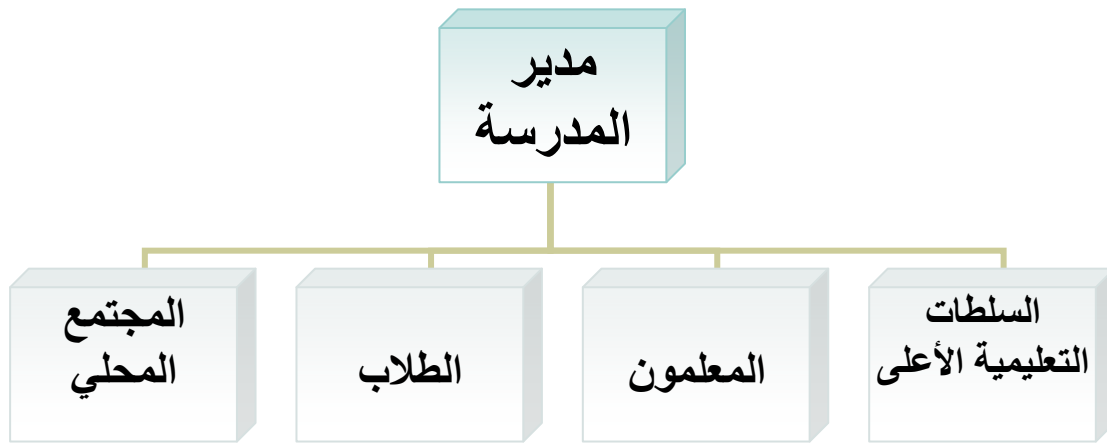 مدير
المدرسة
السلطات
التعليمية الأعلى
المعلمون
الطلاب
المجتمع
المحلي